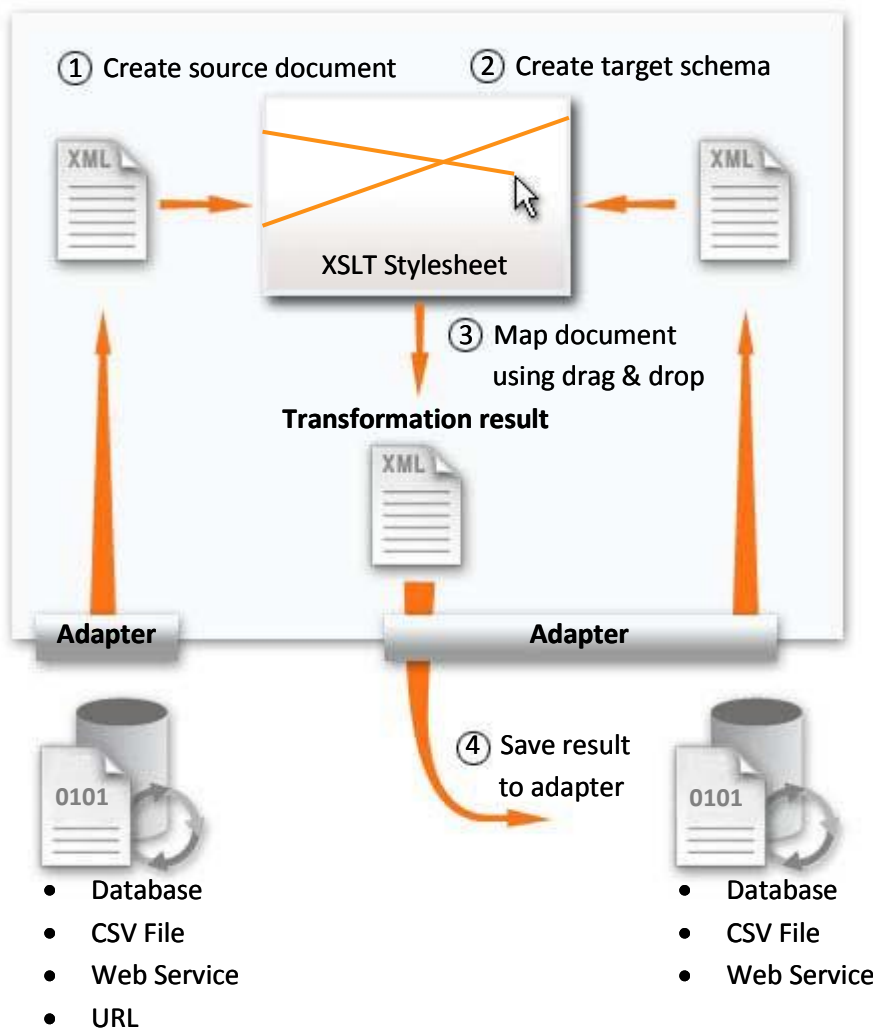 ① Create source document
② Create target schema
XML
XML
XSLT Stylesheet
③ Map document
using drag & drop
Transformation result
XML
Adapter
Adapter
④ Save result
to adapter
0101
0101
• Database
• CSV File
• Web Service
• URL
• Database
• CSV File
• Web Service